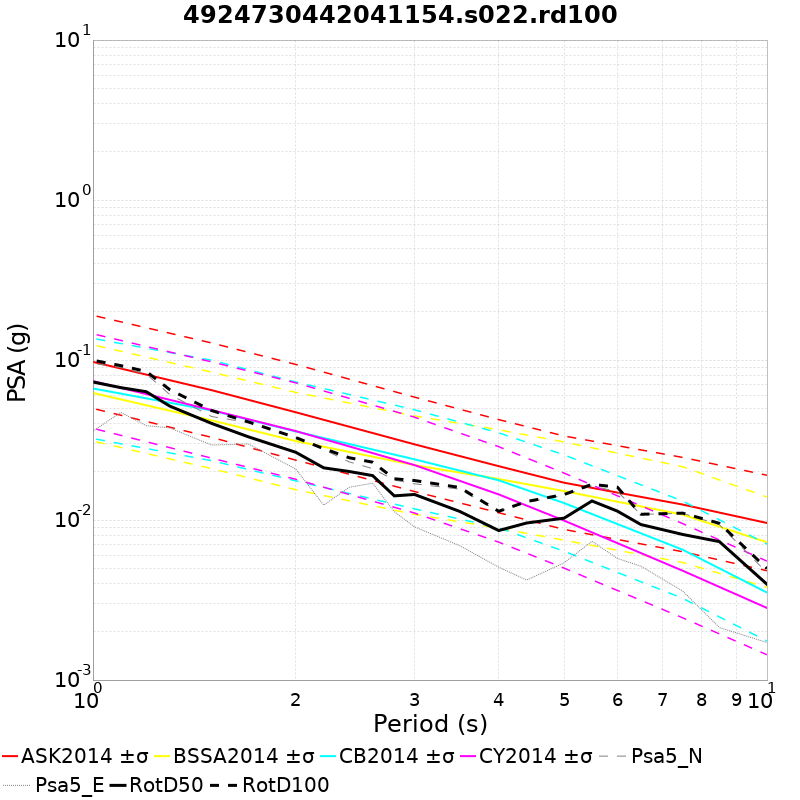 49247304442041154.s022.rd100
10^1
10^0
10^-1
10^-2
10^-3
PSA (g)
10^0 2 3 4 5 6 7 8 9 10^1
Period (s)
ASK2014 ±σ BSSA2014 ±σ CB2014 ±σ CY2014 ±σ Psa5_N
Psa5_E RotD50 RotD100